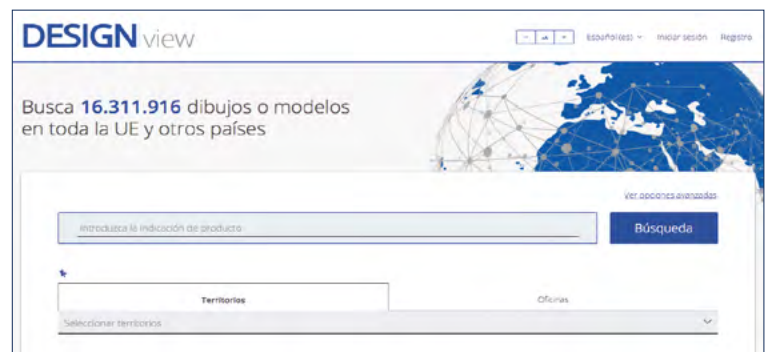 DESIGN view
- aA + Español(es) Iniciar sesión Registro
Busca 16.311.916 dibujos o modelos
en toda la UE y otros países
Ver opciones avanzadas
Introduzca la indicación de producto
Búsqueda
Territorios Oficinas
Seleccionar territorios